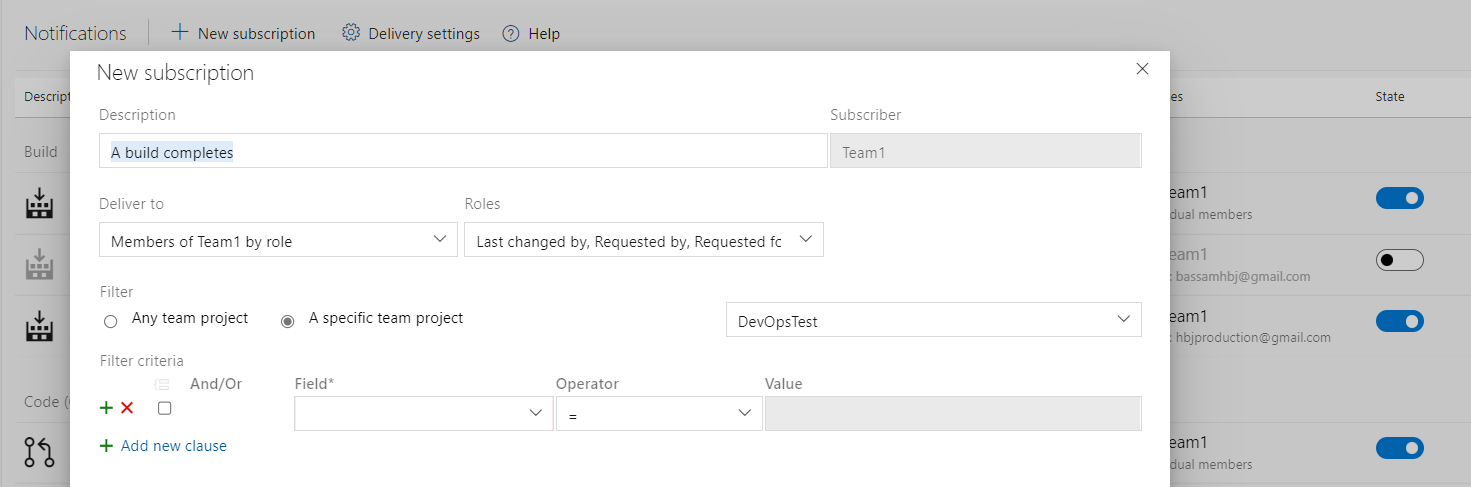 Notifications New subscription Delivery settings Help
New subscription
Descript es State
Description Subscriber
Build
A build completes Team1
eam1
dual members
Deliver to Roles
Members of Team1 by role Last changed by, Requested by, Requested fo
eam1
: bassamhbj@gmail.com
Filter
Any team project A specific team project DevOpsTest
eam1
: hbjproduction@gmail.com
Filter criteria
And/Or Field* Operator Value
Code (
=
Add new clause
eam1
dual members